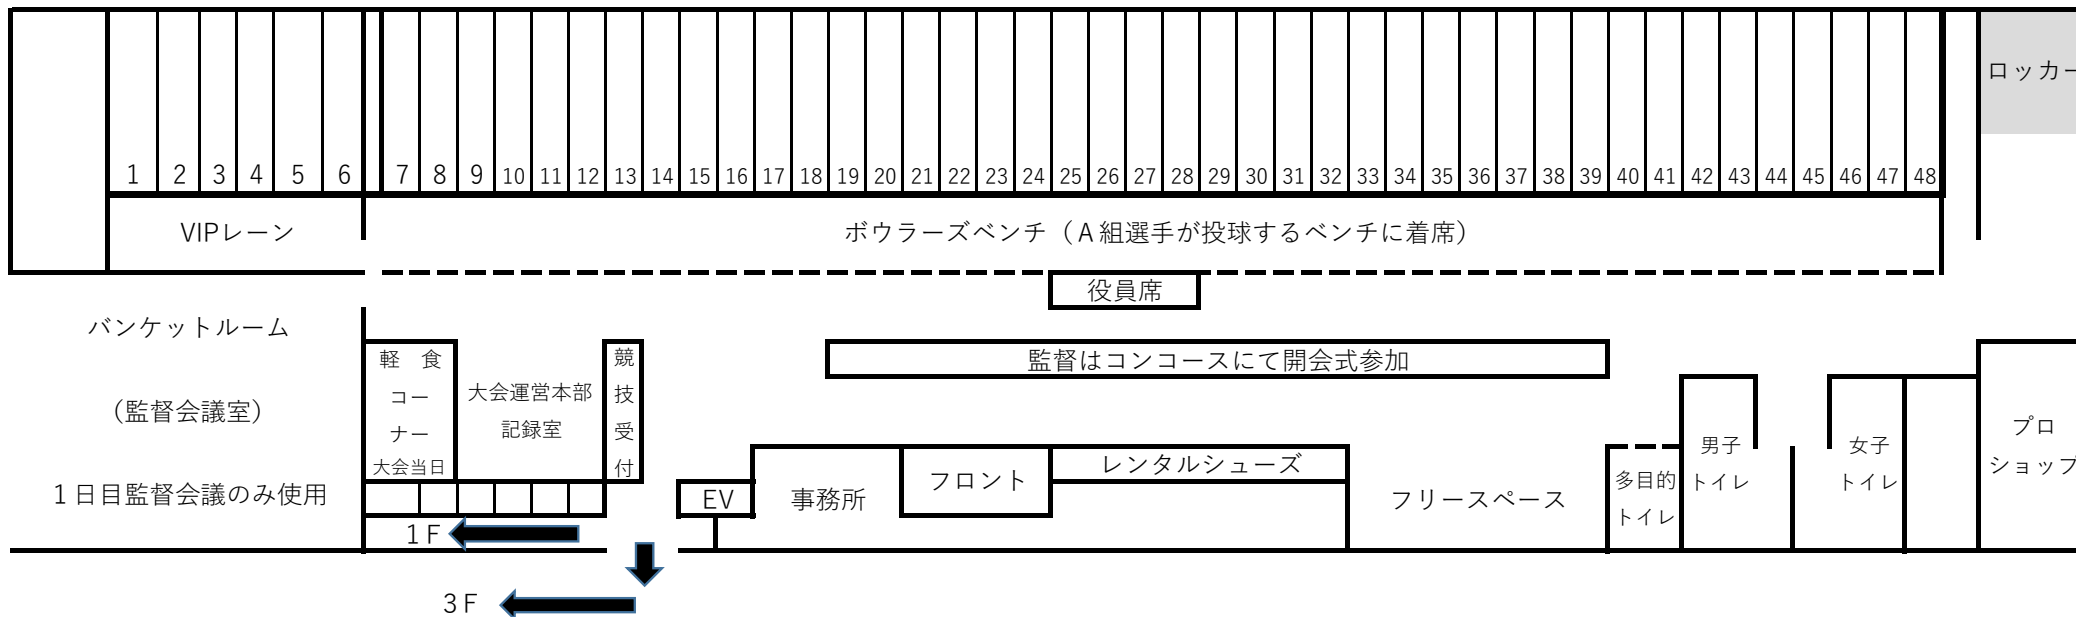 ロッカー
1 2 3 4 5 6 7 8 9 10 11 12 13 14 15 16 17 18 19 20 21 22 23 24 25 26 27 28 29 30 31 32 33 34 35 36 37 38 39 40 41 42 43 44 45 46 47 48
VIPレーン
ボウラーズベンチ（A組選手が投球するベンチに着席）
役員席
バンケットルーム
（監督会議室）
１日目監督会議のみ使用
軽　食
コー
ナー
大会当日
大会運営本部
記録室
競
技
受
付
監督はコンコースにて開会式参加
EV
事務所
フロント
レンタルシューズ
フリースペース
多目的
トイレ
男子
トイレ
女子
トイレ
プロ
ショップ
１F
３F